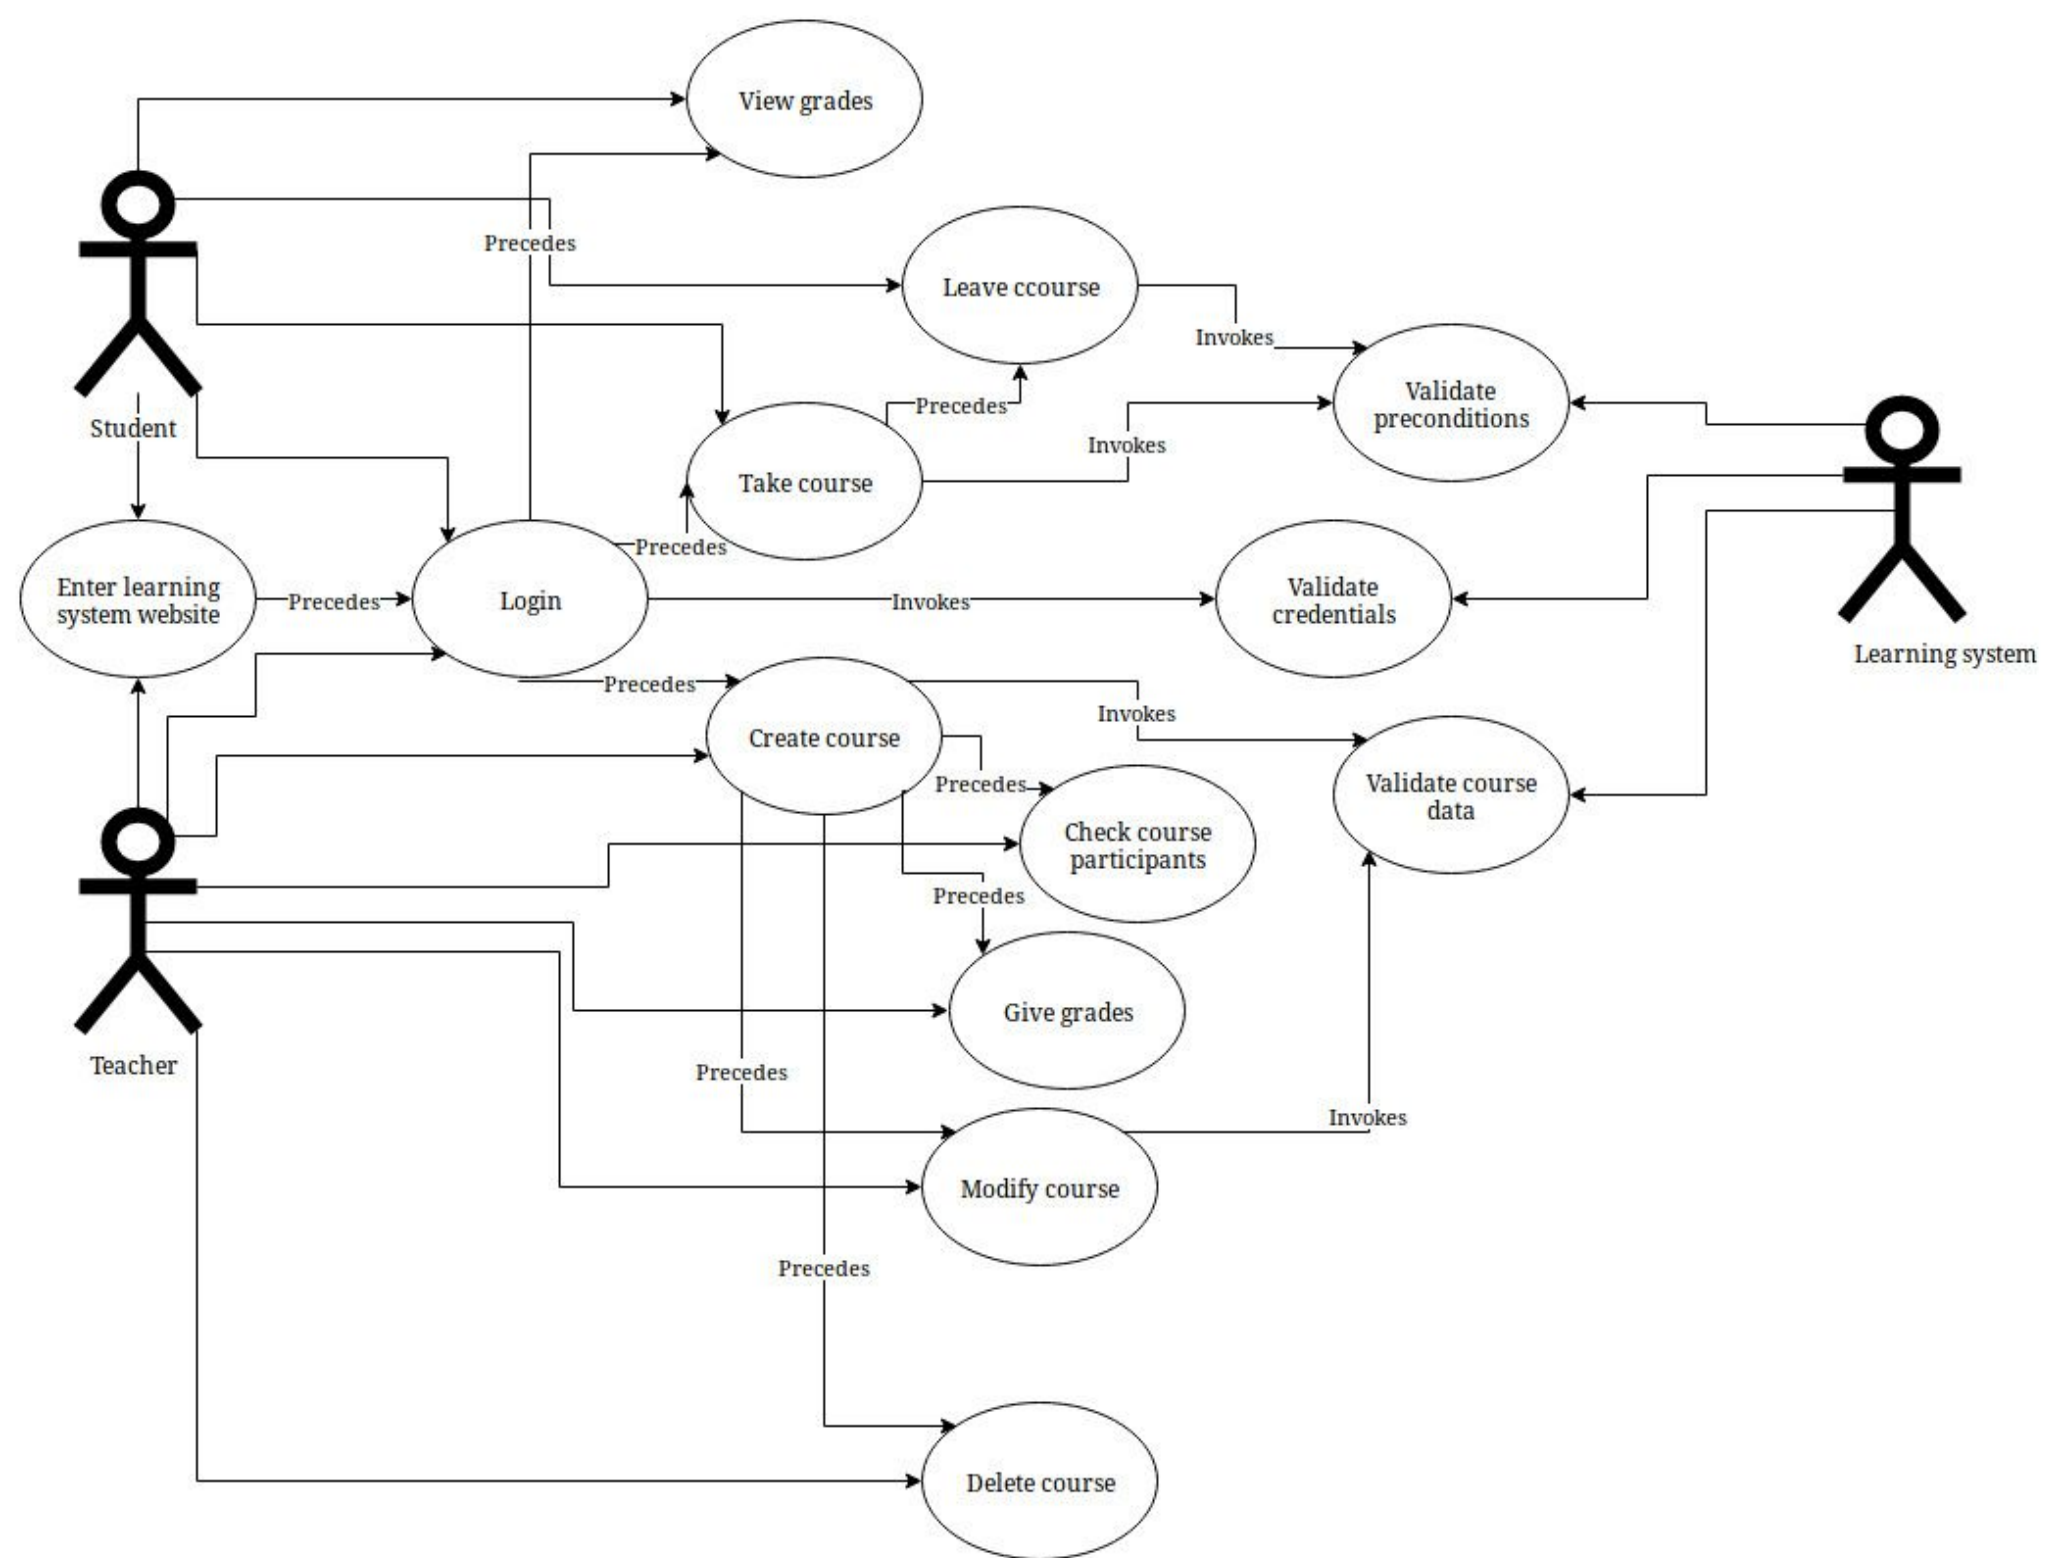 View grades
Precedes
Leave ccourse
Invokes
Validate
preconditions
Precedes
Student
Invokes
Take course
Precedes
Enter learning
system website
Precedes
Login
Invokes
Validate
credentials
Learning system
Precedes
Invokes
Create course
Precedes
Validate course
data
Check course
participants
Precedes
Give grades
Teacher
Precedes
Invokes
Modify course
Precedes
Delete course